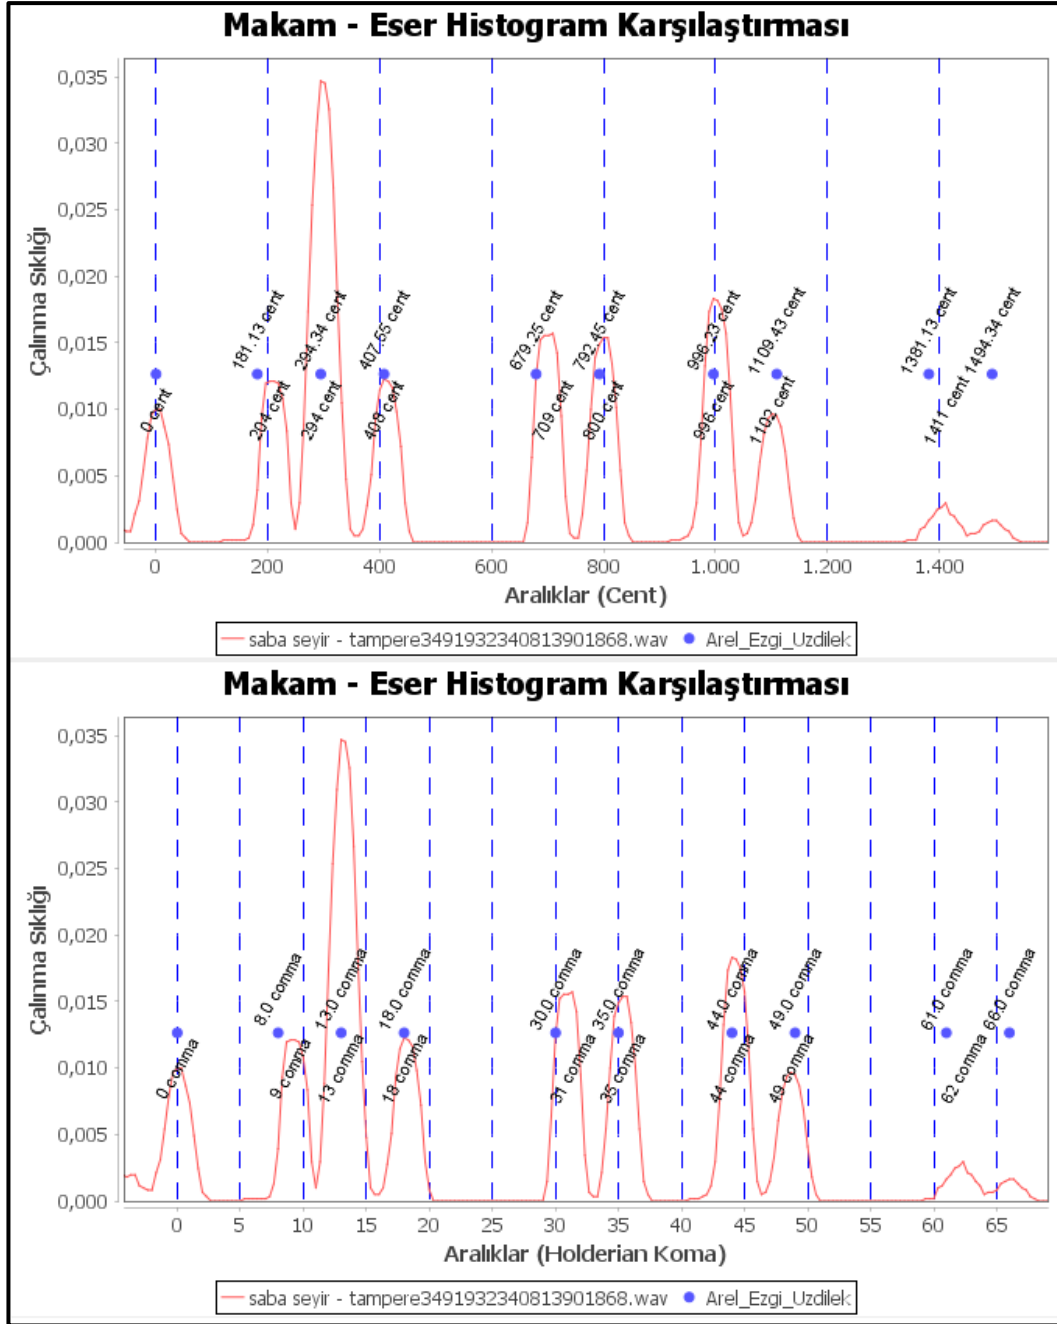 Makam - Eser Histogram Karşılaştırması
Çalınma Sıklığı
0,035
0,030
0,025
0,020
0,015
0,010
0,005
0,000
181.13 cent
294.34 cent
407.55 cent
679.25 cent
792.45 cent
996.23 cent
1109.43 cent
1381.13 cent
1494.34 cent
0 cent
204 cent
294 cent
408 cent
709 cent
800 cent
996 cent
1102 cent
1411 cent
0 200 400 600 800 1.000 1.200 1.400
Aralıklar (Cent)
saba seyir - tampere3491932340813901868.wav Arel_Ezgi_Uzdilek
Makam - Eser Histogram Karşılaştırması
Çalınma Sıklığı
0,035
0,030
0,025
0,020
0,015
0,010
0,005
0,000
8.0 comma
13.0 comma
18.0 comma
30.0 comma
35.0 comma
44.0 comma
49.0 comma
61.0 comma
66.0 comma
0 comma
9 comma
13 comma
18 comma
31 comma
35 comma
44 comma
49 comma
62 comma
0 5 10 15 20 25 30 35 40 45 50 55 60 65
Aralıklar (Holderian Koma)
saba seyir - tampere3491932340813901868.wav Arel_Ezgi_Uzdilek